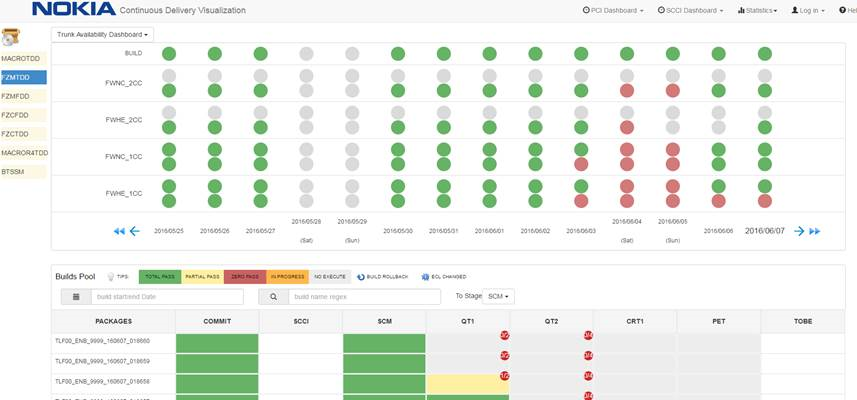 NOKIA Continuous Delivery Visualization
PCI Dashboard SCCI Dashboard Statistics Log in Hel
Trunk Availability Dashboard
MACROTDD
FZMTDD
FZMFDD
FZCFDD
FZCTDD
MACROR4TDD
BTSSM
BUILD
FWNC_2CC
FWHE_2CC
FWNC_1CC
FWHE_1CC
2016/05/25 2016/05/26 2016/05/27 2016/05/28 (Sat) 2016/05/29 (Sun) 2016/05/30 2016/05/31 2016/06/01 2016/06/02 2016/06/03 2016/06/04 (Sat) 2016/06/05 (Sun) 2016/06/06 2016/06/07
Builds Pool TIPS: TOTAL PASS PARTIAL PASS ZERO PASS IN PROGRESS NO EXECUTE BUILD ROLLBACK ECL CHANGED
build startrend Date build name regex To Stage SCM
PACKAGES COMMIT SCCI SCM QT1 QT2 CRT1 PET TOBE
TLF00_ENB_9999_160607_018660 3/2 3/4
TLF00_ENB_9999_160607_018659 3/2 3/4
TLF00_ENB_9999_160607_018658 1/2 3/4